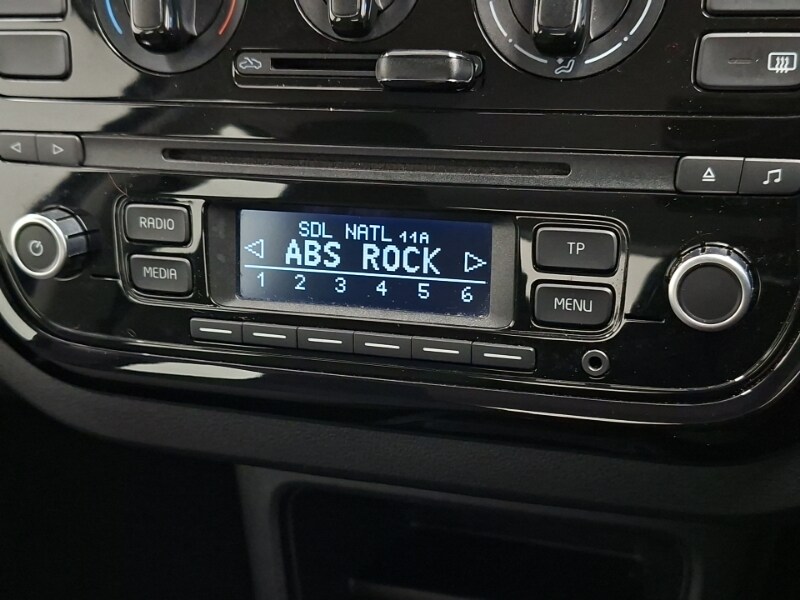 RADIO
MEDIA
SDL NATL 11A
ABS ROCK
1 2 3 4 5 6
TP
MENU